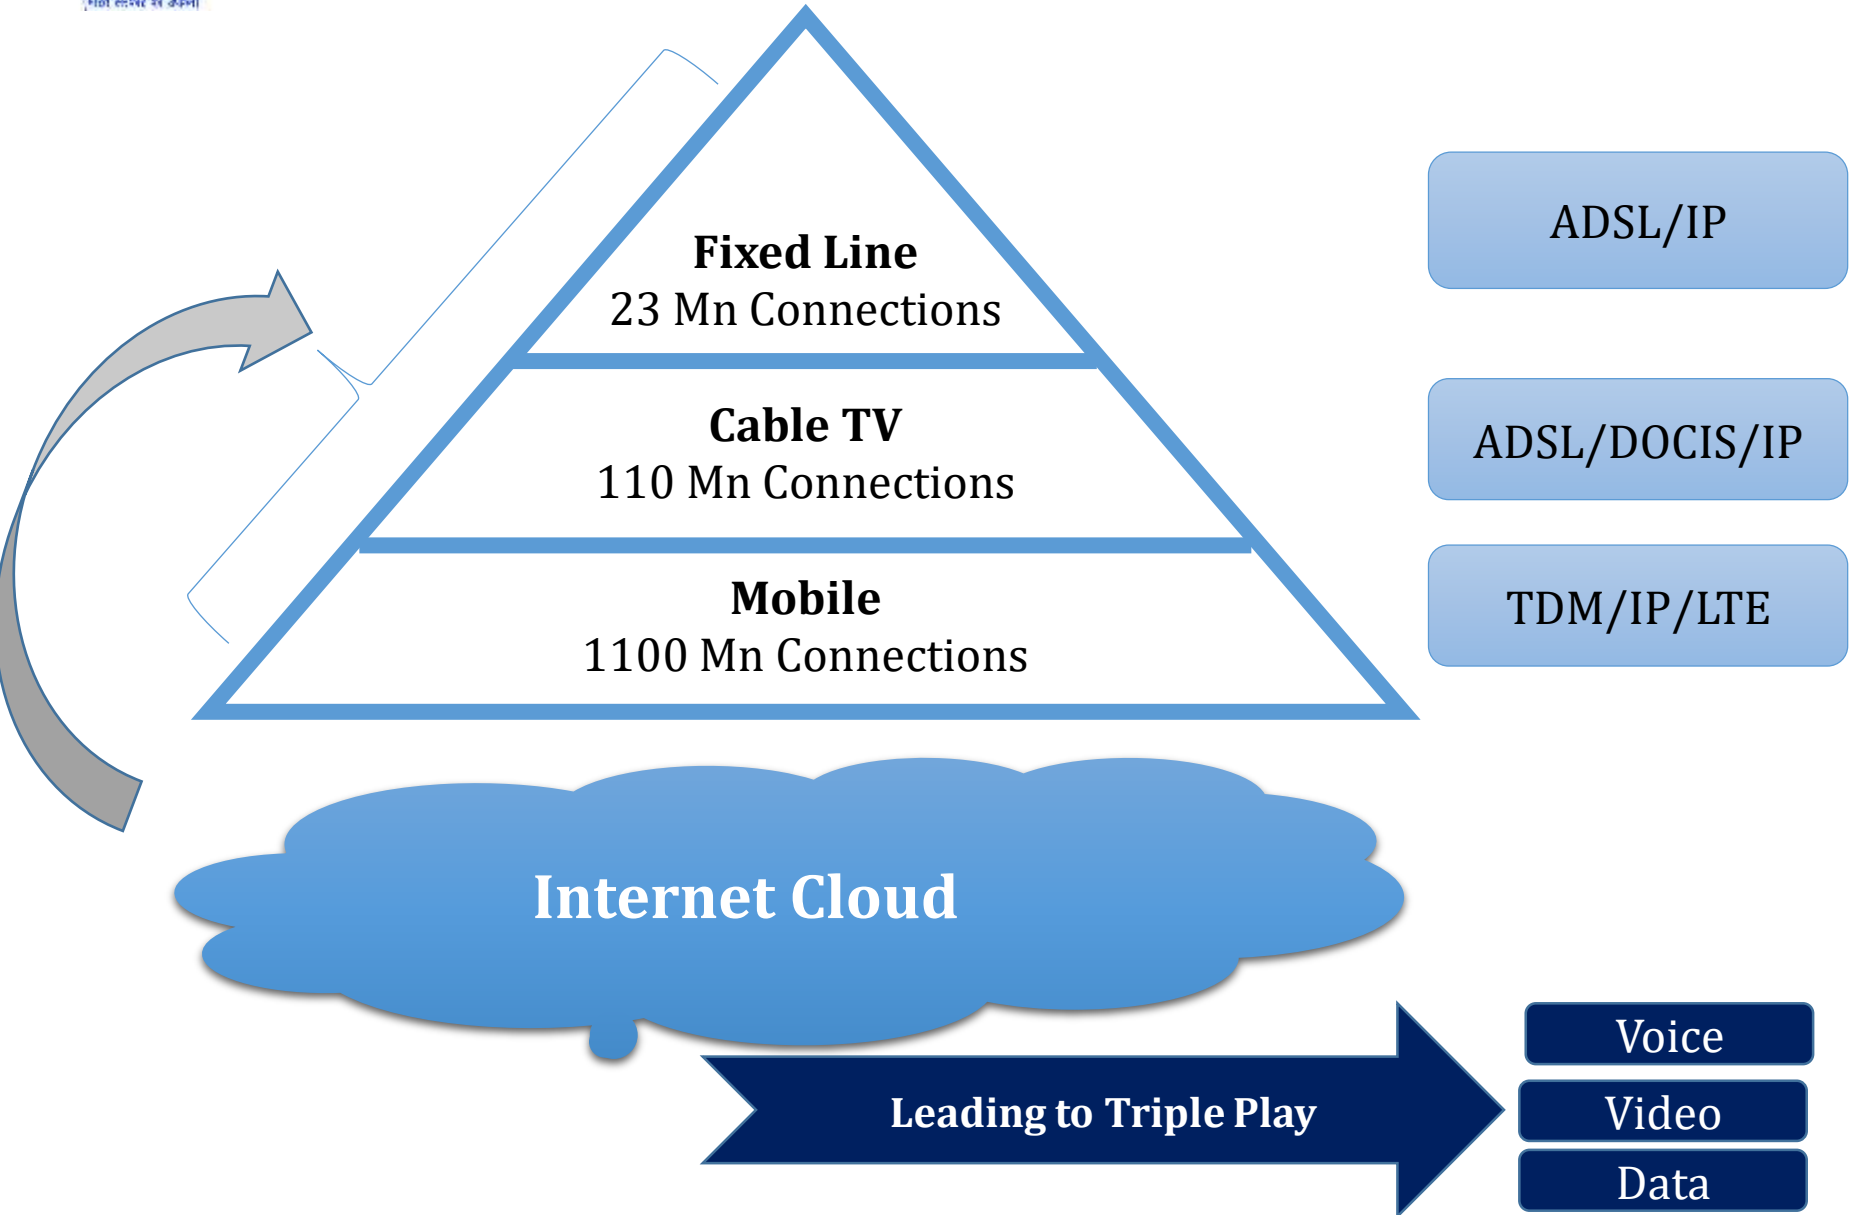 Fixed Line
23 Mn Connections
Cable TV
110 Mn Connections
Mobile
1100 Mn Connections
ADSL/IP
ADSL/DOCIS/IP
TDM/IP/LTE
Internet Cloud
Leading to Triple Play
Voice
Video
Data